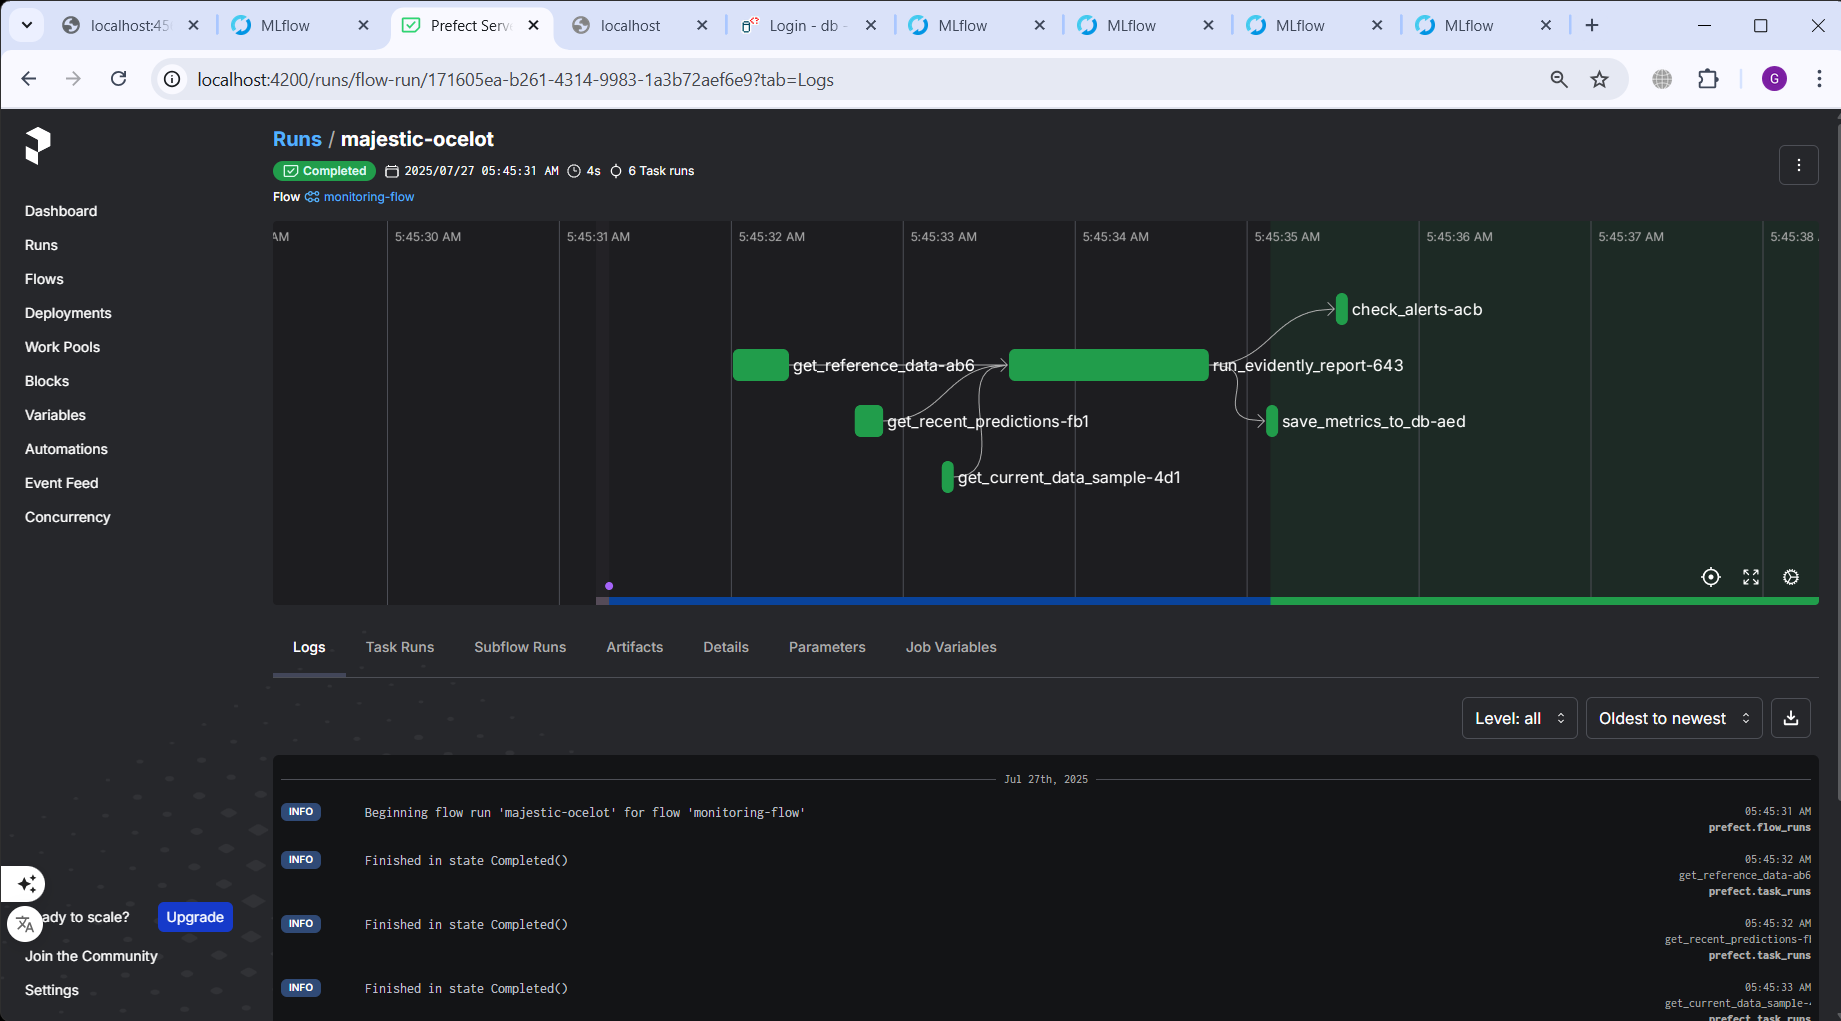 localhost:45
MLflow
Prefect Serv
localhost
Login - db -
MLflow
MLflow
MLflow
MLflow
localhost:4200/runs/flow-run/171605ea-b261-4314-9983-1a3b72aef6e9?tab=Logs
G
Runs / majestic-ocelot
Completed 2025/07/27 05:45:31 AM 4s 6 Task runs
Flow monitoring-flow
Dashboard
Runs
Flows
Deployments
Work Pools
Blocks
Variables
Automations
Event Feed
Concurrency
AM 5:45:30 AM 5:45:31 AM 5:45:32 AM 5:45:33 AM 5:45:34 AM 5:45:35 AM 5:45:36 AM 5:45:37 AM 5:45:38
check_alerts-acb
get_reference_data-ab6 run_evidently_report-643
get_recent_predictions-fb1 save_metrics_to_db-aed
get_current_data_sample-4d1
Logs Task Runs Subflow Runs Artifacts Details Parameters Job Variables
Level: all Oldest to newest
Jul 27th, 2025
INFO Beginning flow run 'majestic-ocelot' for flow 'monitoring-flow' 05:45:31 AM
prefect.flow_runs
INFO Finished in state Completed() 05:45:32 AM
get_reference_data-ab6
prefect.task_runs
INFO Finished in state Completed() 05:45:32 AM
get_recent_predictions-f
prefect.task_runs
INFO Finished in state Completed() 05:45:33 AM
get_current_data_sample-
prefect.task_runs
ady to scale? Upgrade
Join the Community
Settings